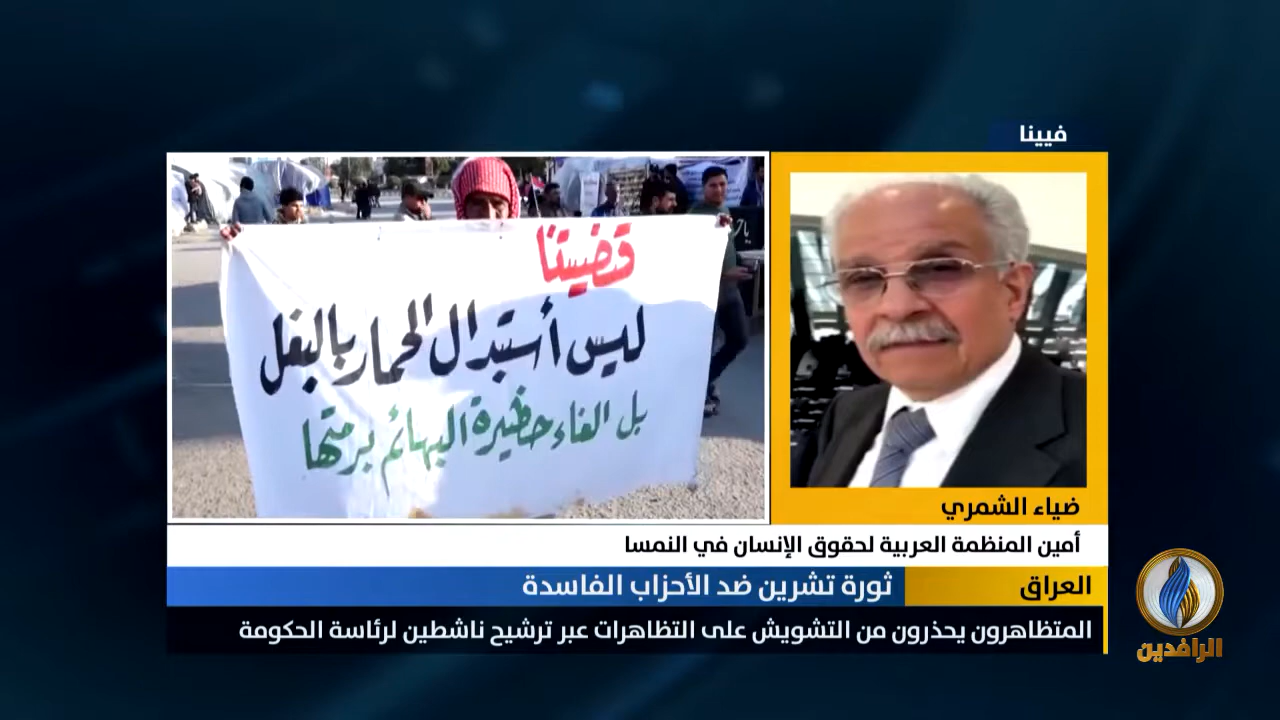 فيينا
قضيتنا
ليس أستبدال الحمار بالبغل
بل الغاء حظيرة البهائم برمتها
ضياء الشمري
أمين المنظمة العربية لحقوق الإنسان في النمسا
العراق
ثورة تشرين ضد الأحزاب الفاسدة
المتظاهرون يحذرون من التشويش على التظاهرات عبر ترشيح ناشطين لرئاسة الحكومة
الرافدين